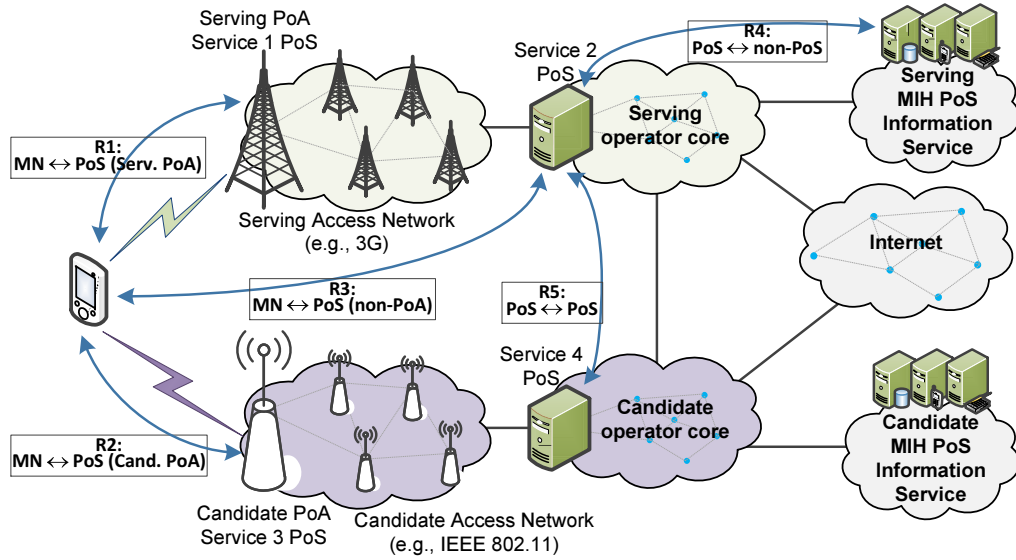 Serving PoA
Service 1 PoS
R1:
MN ↔ PoS (Serv. PoA)
Serving Access Network
(e.g., 3G)
Service 2
PoS
R4:
PoS ↔ non-PoS
Serving
operator core
Serving
MIH PoS
Information
Service
Internet
R3:
MN ↔ PoS (non-PoA)
R5:
PoS ↔ PoS
Service 4
PoS
Candidate
operator core
Candidate
MIH PoS
Information
Service
R2:
MN ↔ PoS (Cand. PoA)
Candidate PoA
Service 3 PoS
Candidate Access Network
(e.g., IEEE 802.11)